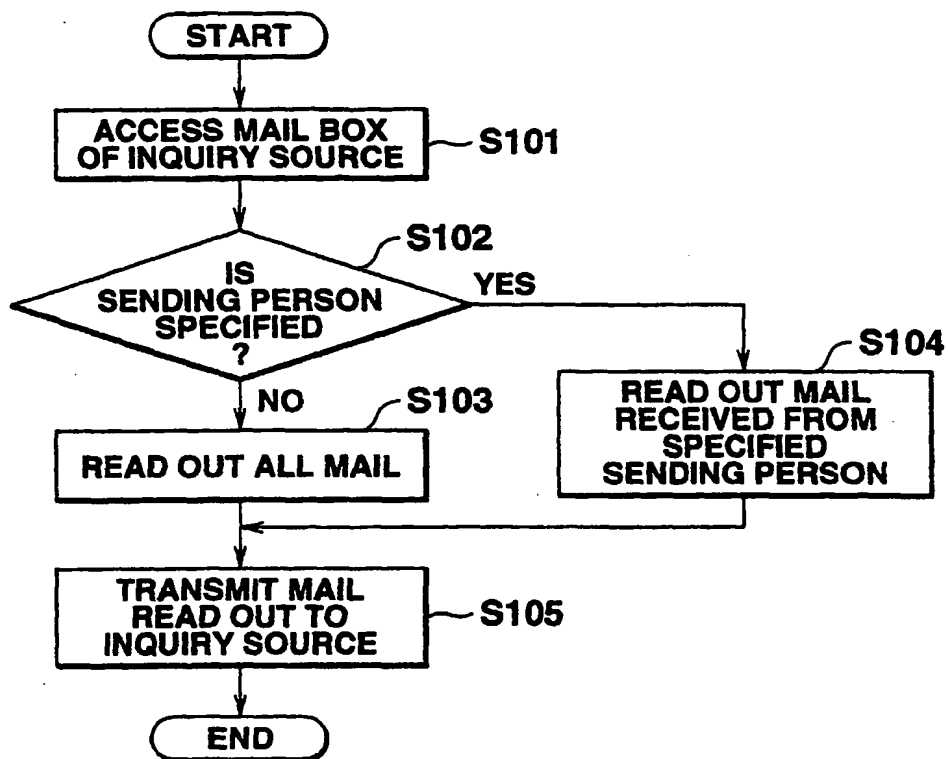 START
ACCESS MAIL BOX
OF INQUIRY SOURCE
S101
S102
IS
SENDING PERSON
SPECIFIED
?
YES
NO
S103
READ OUT ALL MAIL
S104
READ OUT MAIL
RECEIVED FROM
SPECIFIED
SENDING PERSON
TRANSMIT MAIL
READ OUT TO
INQUIRY SOURCE
S105
END